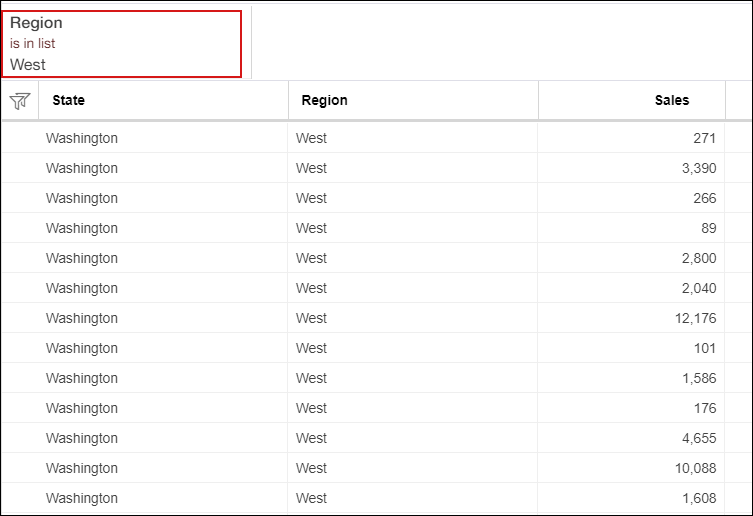 Region
is in list
West
State Region Sales
Washington West 271
Washington West 3,390
Washington West 266
Washington West 89
Washington West 2,800
Washington West 2,040
Washington West 12,176
Washington West 101
Washington West 1,586
Washington West 176
Washington West 4,655
Washington West 10,088
Washington West 1,608